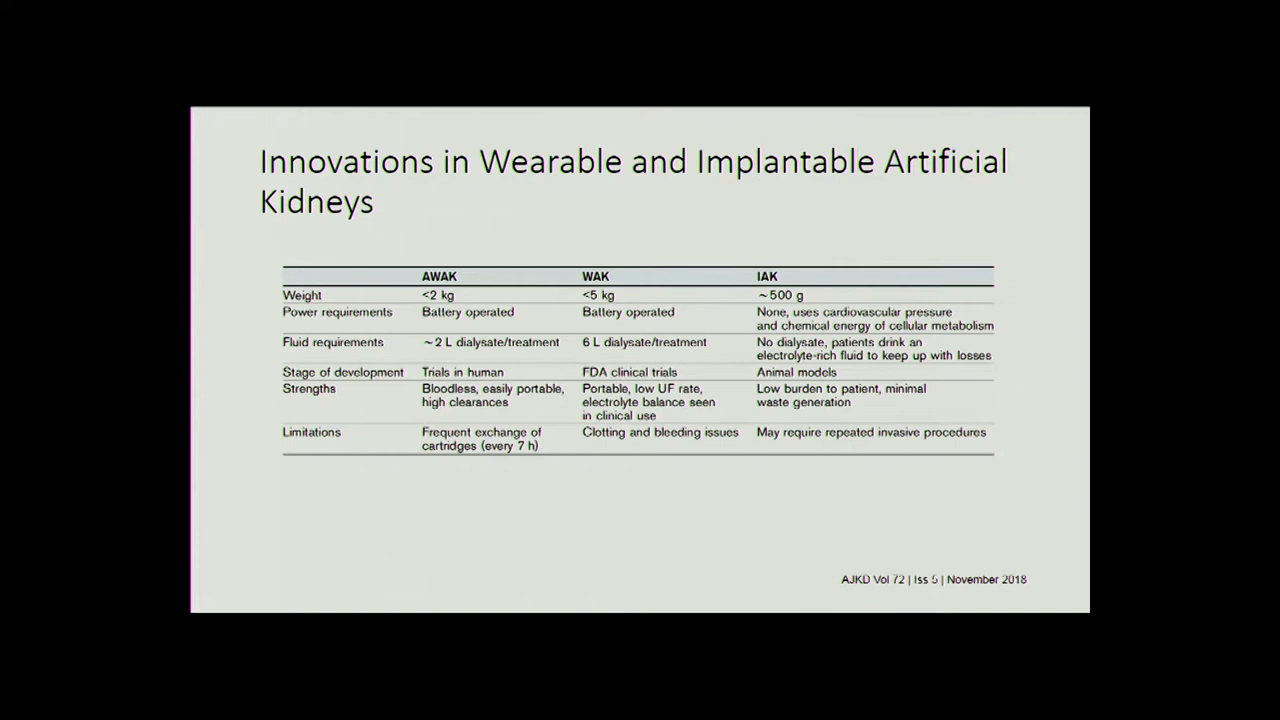 Innovations in Wearable and Implantable Artificial
Kidneys
AWAK WAK IAK
Weight <2 kg <5 kg ~500 g
Power requirements Battery operated Battery operated None, uses cardiovascular pressure
and chemical energy of cellular metabolism
Fluid requirements ~2 L dialysate/treatment 6 L dialysate/treatment No dialysate, patients drink an
electrolyte-rich fluid to keep up with losses
Stage of development Trials in human FDA clinical trials Animal models
Strengths Bloodless, easily portable, Portable, low UF rate, Low burden to patient, minimal
high clearances electrolyte balance seen waste generation
in clinical use
Limitations Frequent exchange of Clotting and bleeding issues May require repeated invasive procedures
cartridges (every 7 h)
AJKD Vol 72 | Iss 5 | November 2018